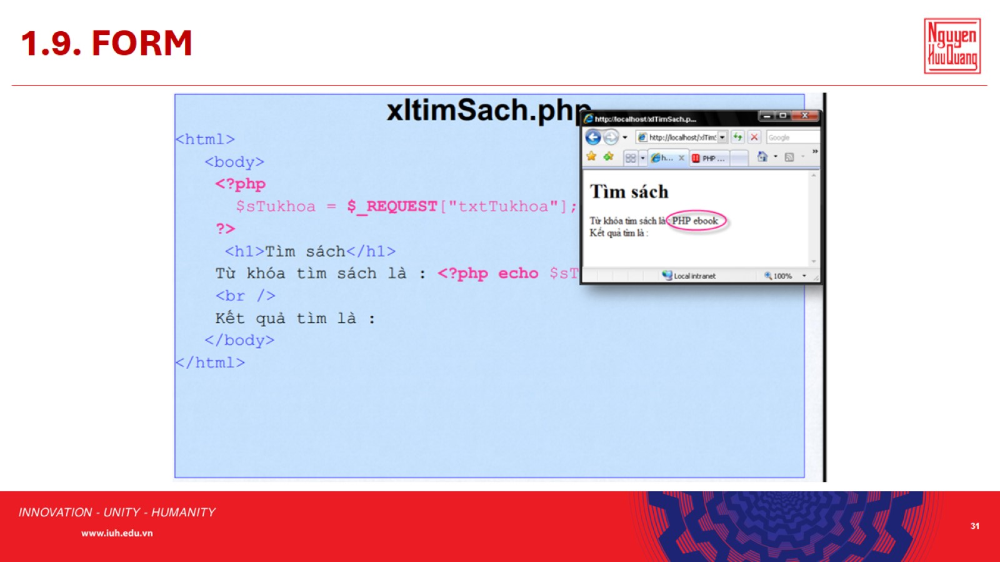 1.9. FORM
Nguyen
HuuQuang
xltimSach.php
<html>
<body>
<?php
$sTukhoa = $_REQUEST["txtTukhoa"];
?>
<h1>Tìm sách</h1>
Từ khóa tìm sách là : <?php echo $sT
<br />
Kết quả tìm là :
</body>
</html>
http://localhost/xlTimSach.p...
http://localhost/xlTim
Google
h...
PHP ...
Tìm sách
Từ khóa tìm sách là : PHP ebook
Kết quả tìm là :
Local intranet
100%
INNOVATION - UNITY - HUMANITY
www.iuh.edu.vn
31